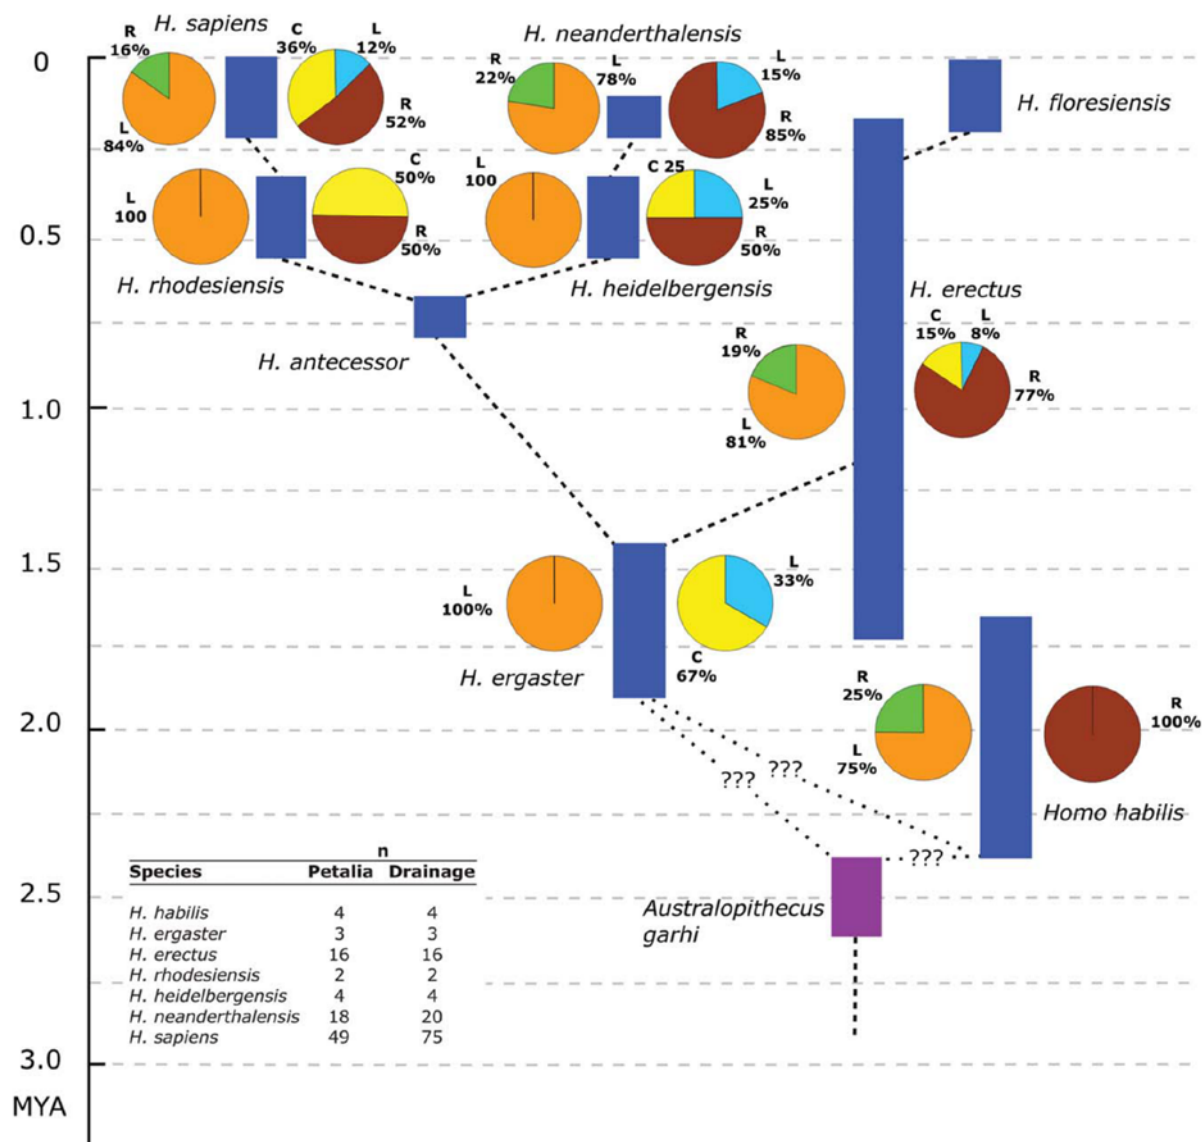 H. sapiens
R
16%
L
84%
C
36%
L
12%
R
52%
H. neanderthalensis
R
22%
L
78%
L
15%
R
85%
H. floresiensis
0
L
100
C
50%
R
50%
H. rhodesiensis
L
100
C 25
L
25%
R
50%
H. heidelbergensis
0.5
H. antecessor
H. erectus
R
19%
L
81%
C
15%
L
8%
R
77%
1.0
1.5
L
100%
L
33%
C
67%
H. ergaster
R
25%
L
75%
R
100%
Homo habilis
2.0
???
???
???
2.5
Australopithecus
garhi
n
Species Petalia Drainage
H. habilis 4 4
H. ergaster 3 3
H. erectus 16 16
H. rhodesiensis 2 2
H. heidelbergensis 4 4
H. neanderthalensis 18 20
H. sapiens 49 75
3.0
MYA